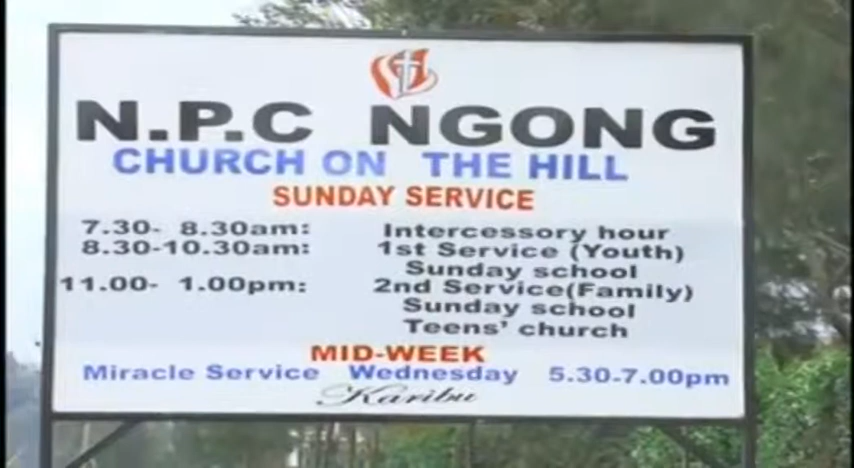 N.P.C NGONG
CHURCH ON THE HILL
SUNDAY SERVICE
7.30- 8.30am: Intercessory hour
8.30-10.30am: 1st Service (Youth)
Sunday school
11.00- 1.00pm: 2nd Service(Family)
Sunday school
Teens' church
MID-WEEK
Miracle Service Wednesday 5.30-7.00pm
Karibu